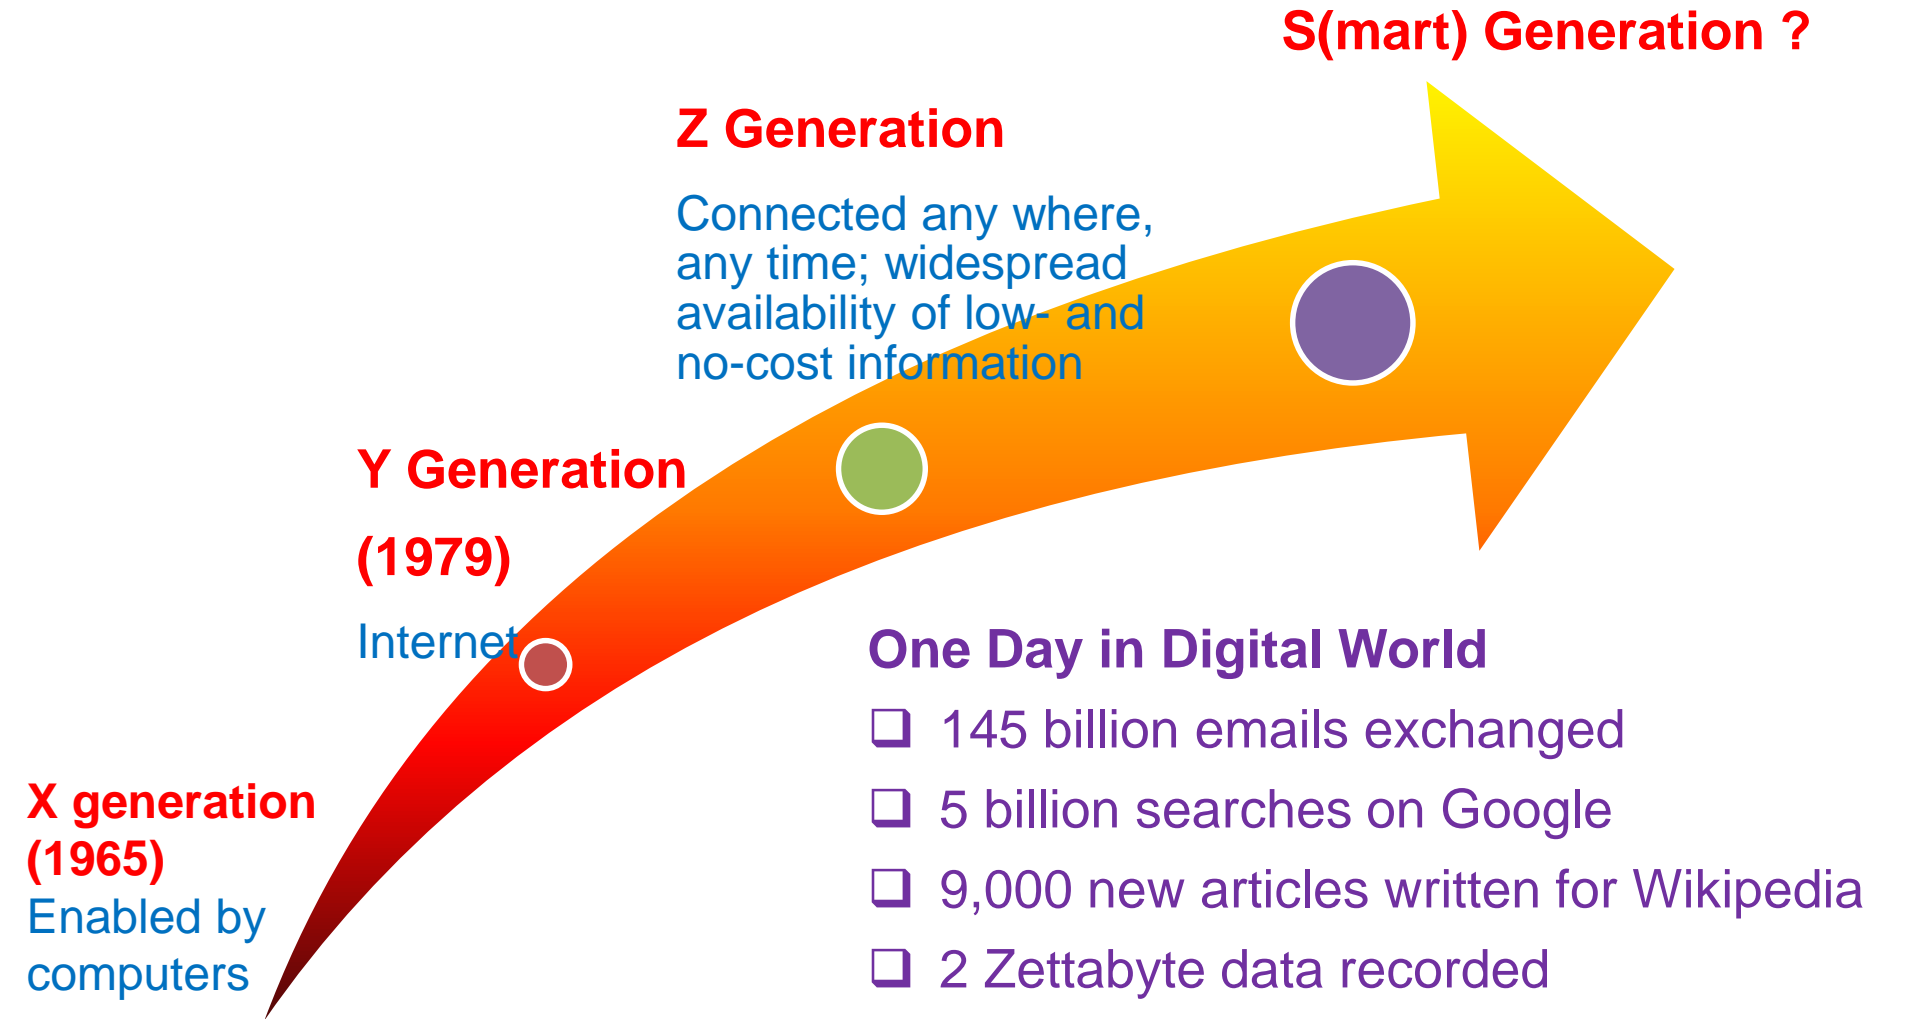 S(mart) Generation ?
Z Generation
Connected any where,
any time; widespread
availability of low- and
no-cost information
Y Generation
(1979)
Internet
X generation
(1965)
Enabled by
computers
One Day in Digital World
❑ 145 billion emails exchanged
❑ 5 billion searches on Google
❑ 9,000 new articles written for Wikipedia
❑ 2 Zettabyte data recorded